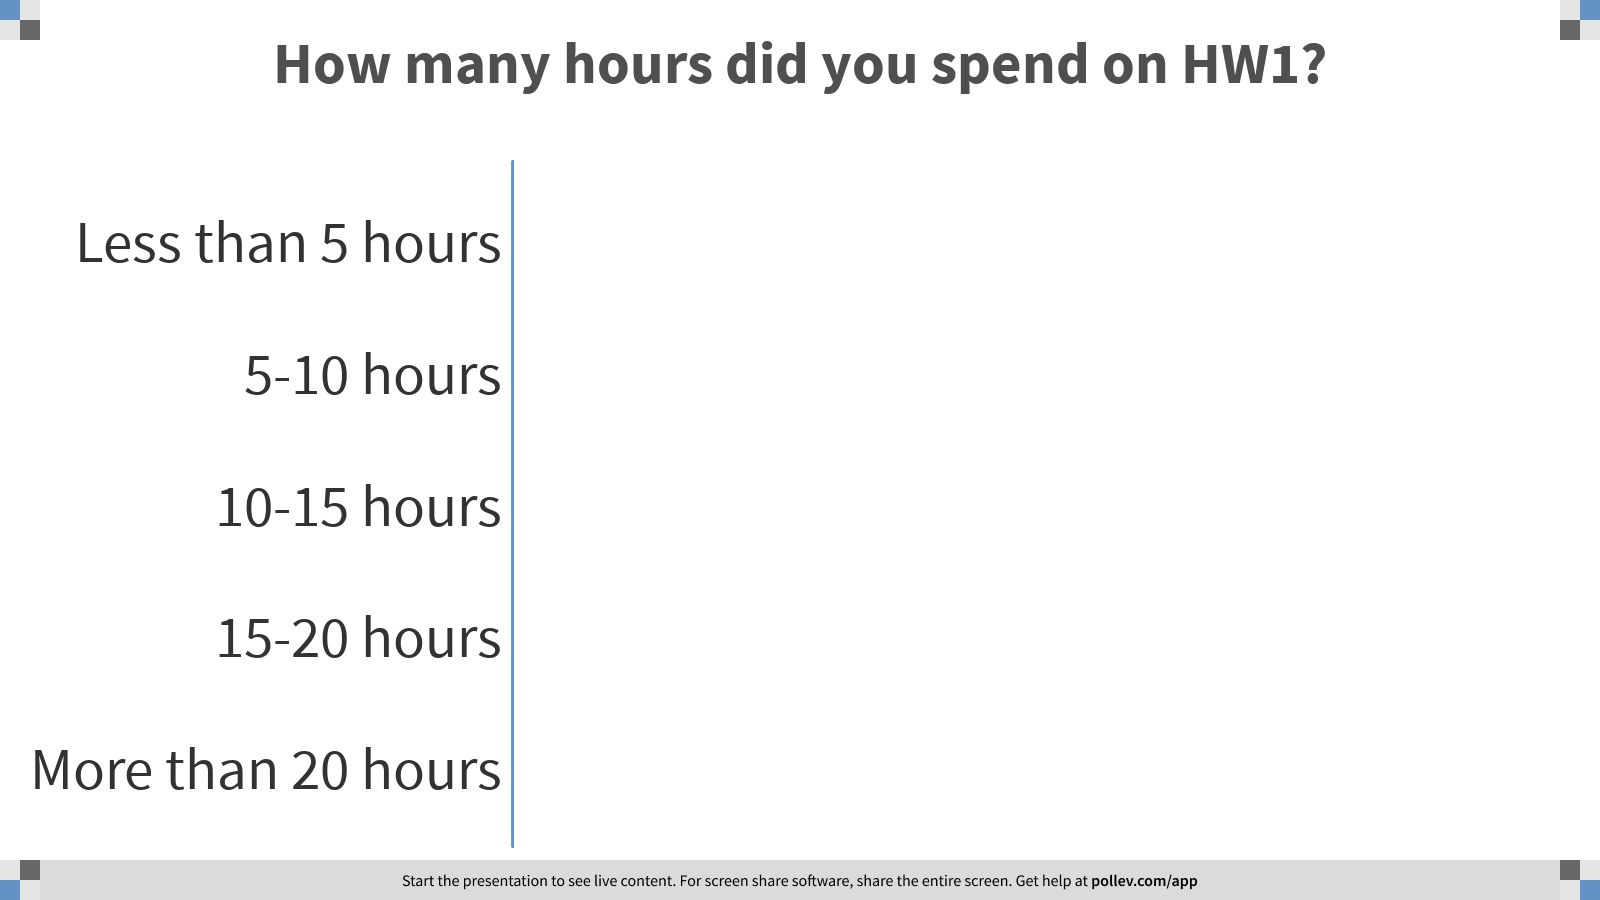 How many hours did you spend on HW1?
Less than 5 hours
5-10 hours
10-15 hours
15-20 hours
More than 20 hours
Start the presentation to see live content. For screen share software, share the entire screen. Get help at pollev.com/app